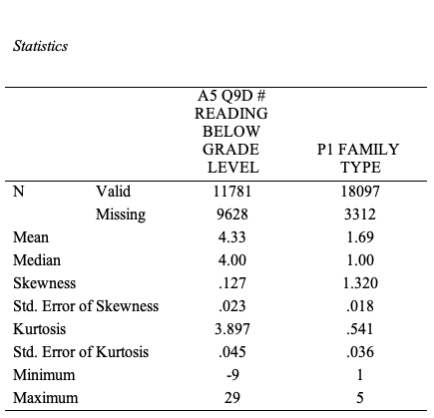 Statistics
A5 Q9D # READING BELOW GRADE LEVEL P1 FAMILY TYPE
N Valid 11781 18097
Missing 9628 3312
Mean 4.33 1.69
Median 4.00 1.00
Skewness .127 1.320
Std. Error of Skewness .023 .018
Kurtosis 3.897 .541
Std. Error of Kurtosis .045 .036
Minimum -9 1
Maximum 29 5